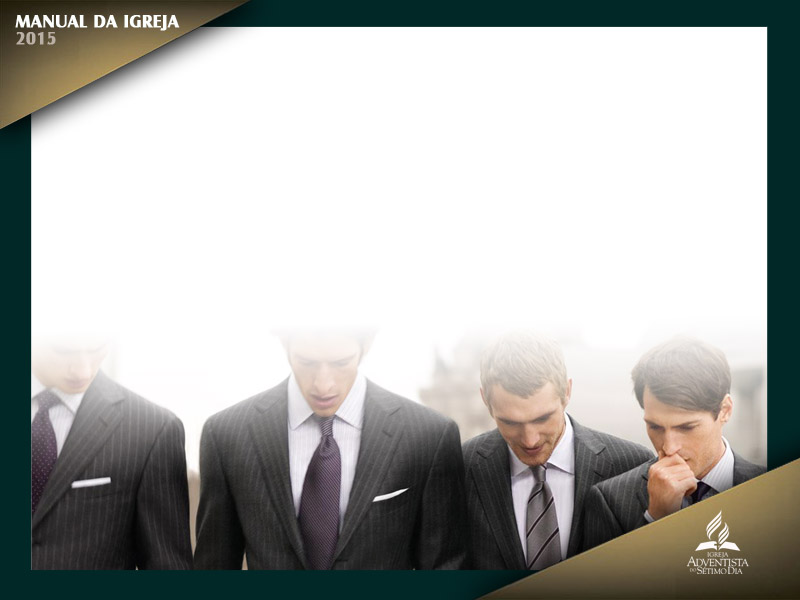 MANUAL DA IGREJA
2015
IGREJA
ADVENTISTA
DO SÉTIMO DIA